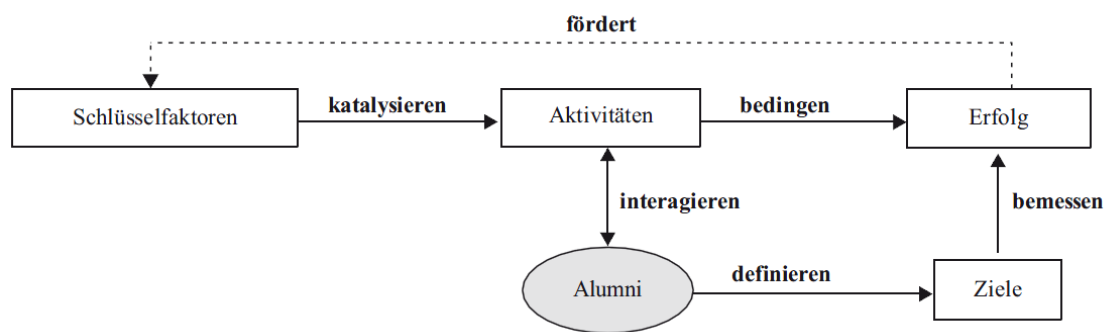 fördert
Schlüsselfaktoren
katalysieren
Aktivitäten
bedingen
Erfolg
interagieren
bemessen
Alumni
definieren
Ziele